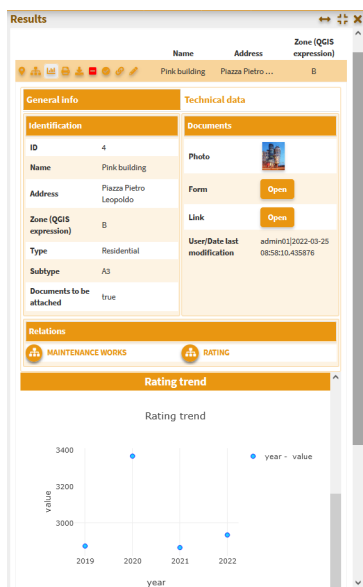 Results
Name Address Zone (QGIS
expression)
Pink building Piazza Pietro ... B
General info Technical data
Identification
ID 4
Name Pink building
Address Piazza Pietro
Leopoldo
Zone (QGIS
expression) B
Type Residential
Subtype A3
Documents to be
attached true
Documents
Photo
Form Open
Link Open
User/Date last
modification admin01|2022-03-25
08:58:10.435876
Relations
MAINTENANCE WORKS RATING
Rating trend
Rating trend
3400
3200
3000
value
year - value
2019 2020 2021 2022
year